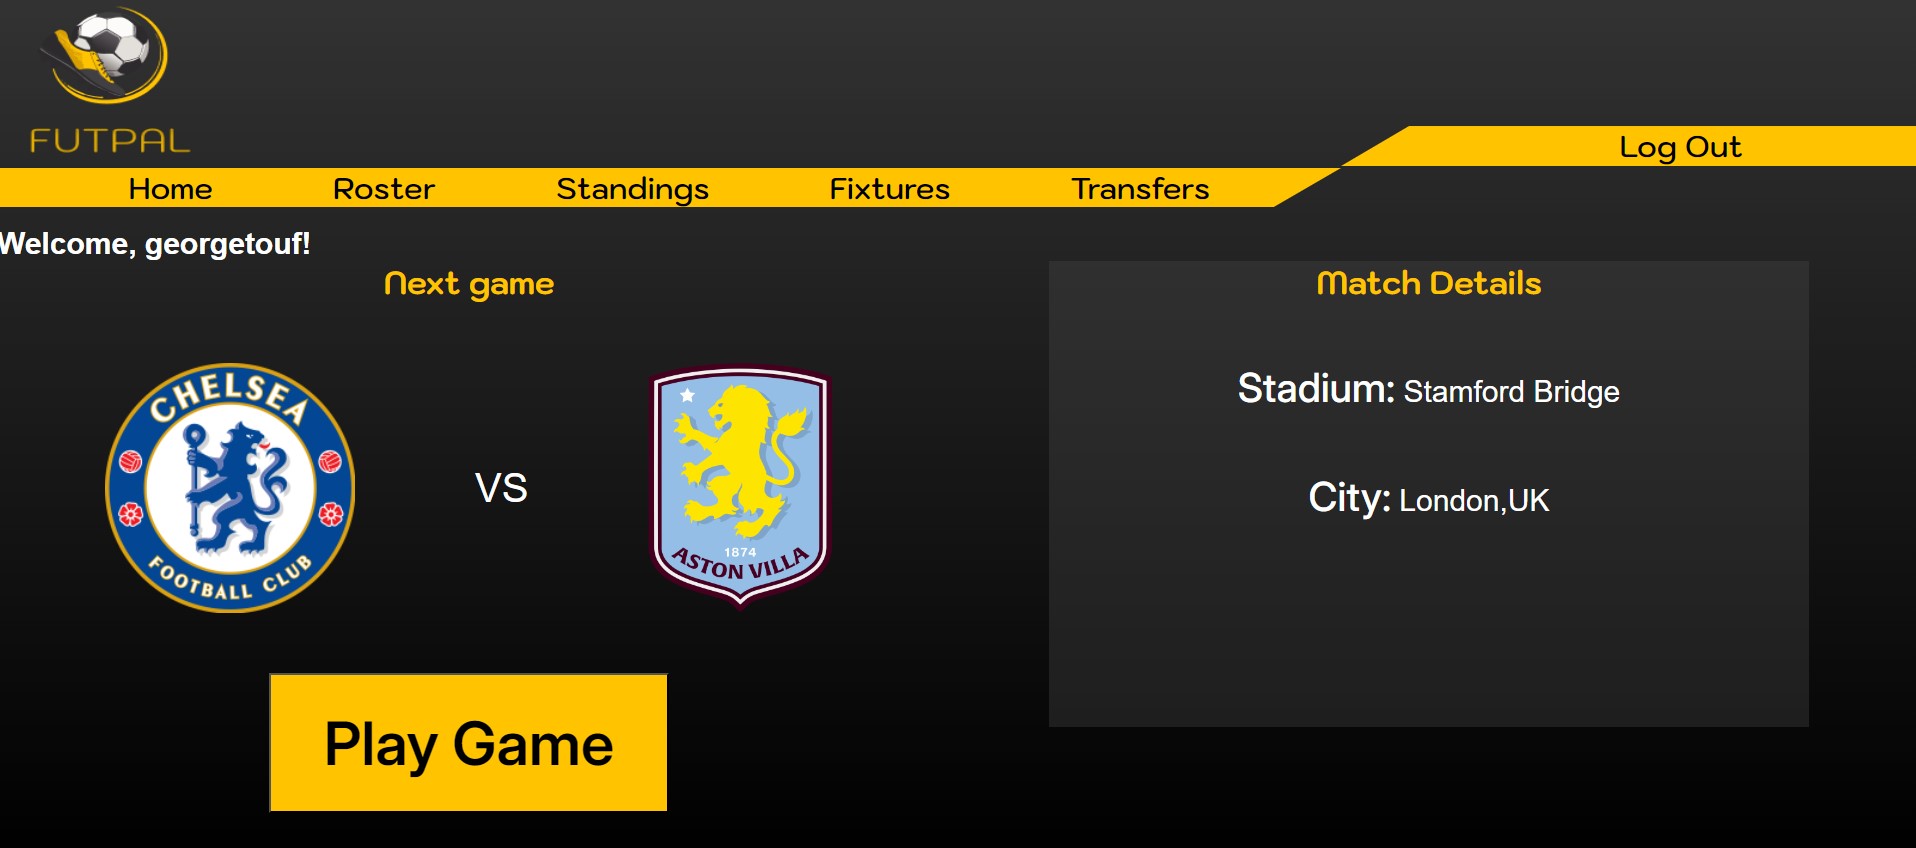 FUTPAL
Log Out
Home Roster Standings Fixtures Transfers
Welcome, georgetouf!
Next game
CHELSEA
FOOTBALL CLUB
VS
1874
ASTON VILLA
Play Game
Match Details
Stadium: Stamford Bridge
City: London,UK